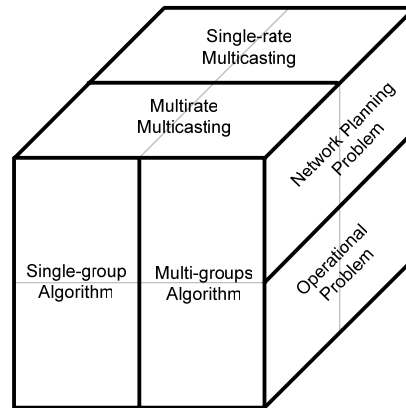 Single-rate
Multicasting
Multirate
Multicasting
Network Planning
Problem
Single-group
Algorithm
Multi-groups
Algorithm
Operational
Problem